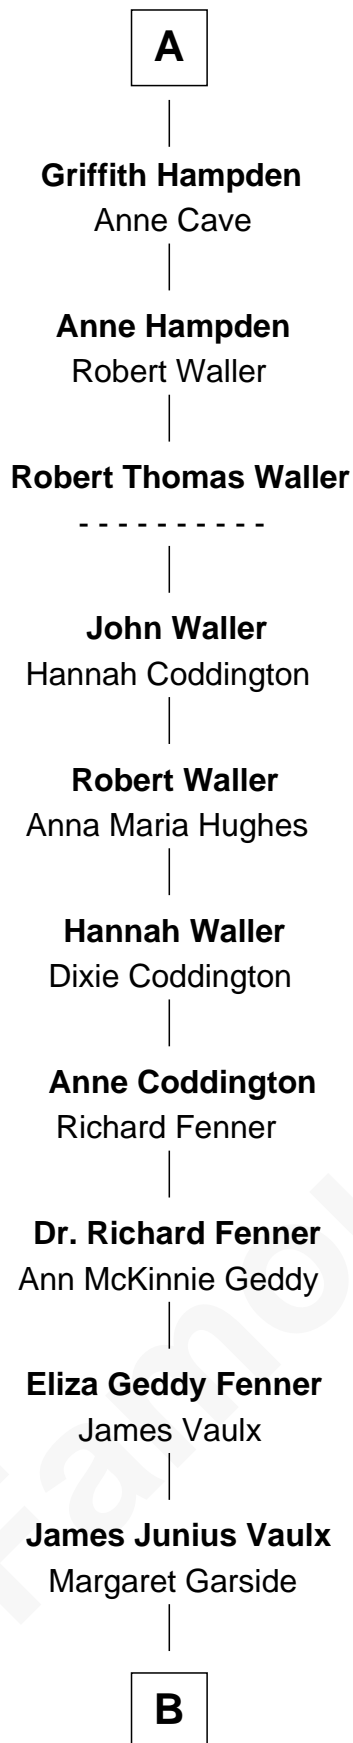 A
Griffith Hampden
Anne Cave
Anne Hampden
Robert Waller
Robert Thomas Waller
- - - - - - - - - -
John Waller
Hannah Coddington
Robert Waller
Anna Maria Hughes
Hannah Waller
Dixie Coddington
Anne Coddington
Richard Fenner
Dr. Richard Fenner
Ann McKinnie Geddy
Eliza Geddy Fenner
James Vaulx
James Junius Vaulx
Margaret Garside
B